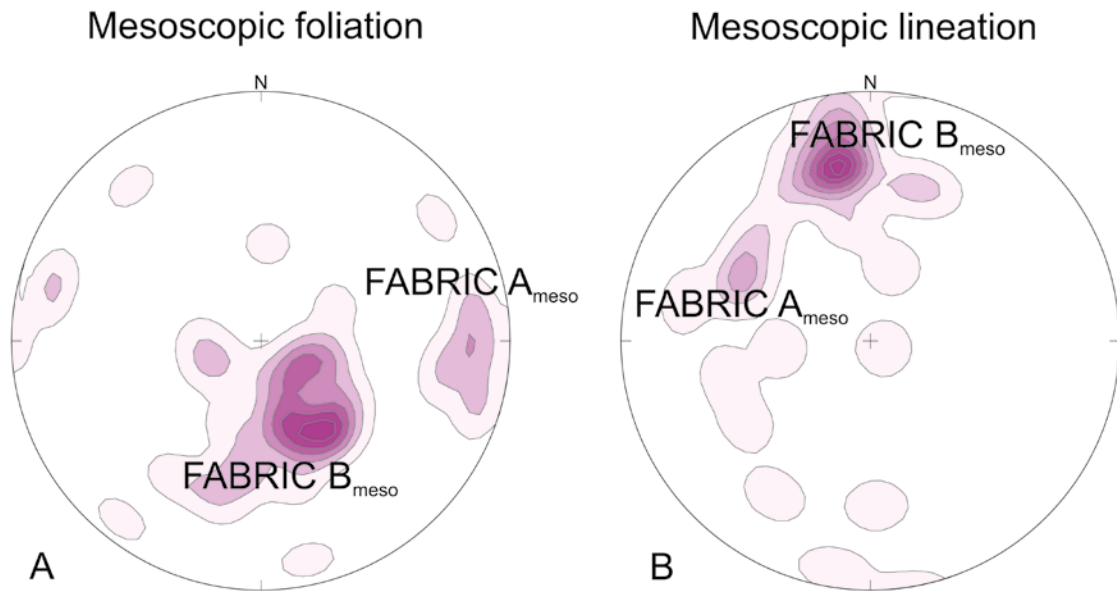 Mesoscopic foliation
Mesoscopic lineation
N
FABRIC Ameso
FABRIC Bmeso
A
N
FABRIC Bmeso
FABRIC Ameso
B